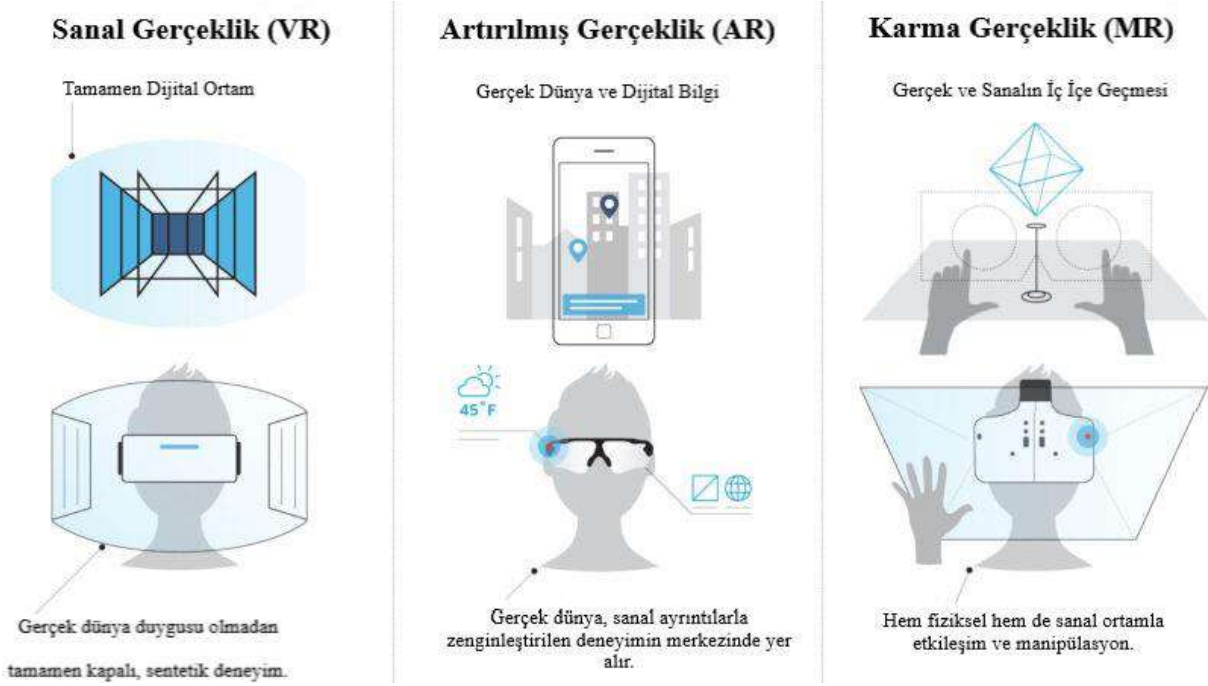 Sanal Gerçeklik (VR)
Tamamen Dijital Ortam
Gerçek dünya duygusu olmadan
tamamen kapalı, sentetik deneyim.
Artırılmış Gerçeklik (AR)
Gerçek Dünya ve Dijital Bilgi
45°F
Gerçek dünya, sanal ayrıntılarla
zenginleştirilen deneyimin merkezinde yer
alır.
Karma Gerçeklik (MR)
Gerçek ve Sanalın İç İçe Geçmesi
Hem fiziksel hem de sanal ortamla
etkileşim ve manipülasyon.